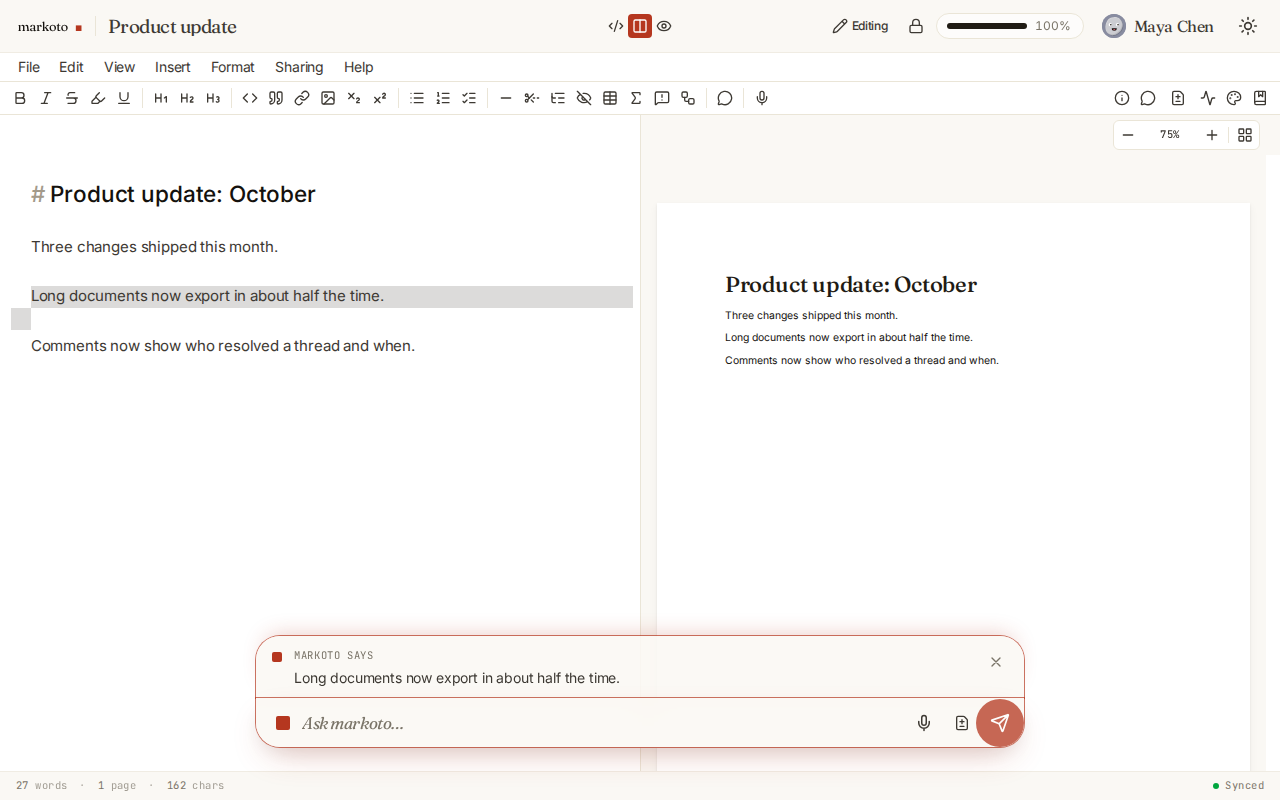 markoto
Product update
Editing
100%
Maya Chen
File Edit View Insert Format Sharing Help
H1 H2 H3
75%
# Product update: October
Three changes shipped this month.
Long documents now export in about half the time.
Comments now show who resolved a thread and when.
Product update: October
Three changes shipped this month.
Long documents now export in about half the time.
Comments now show who resolved a thread and when.
MARKOTO SAYS
Long documents now export in about half the time.
Ask markoto...
27 words · 1 page · 162 chars
Synced